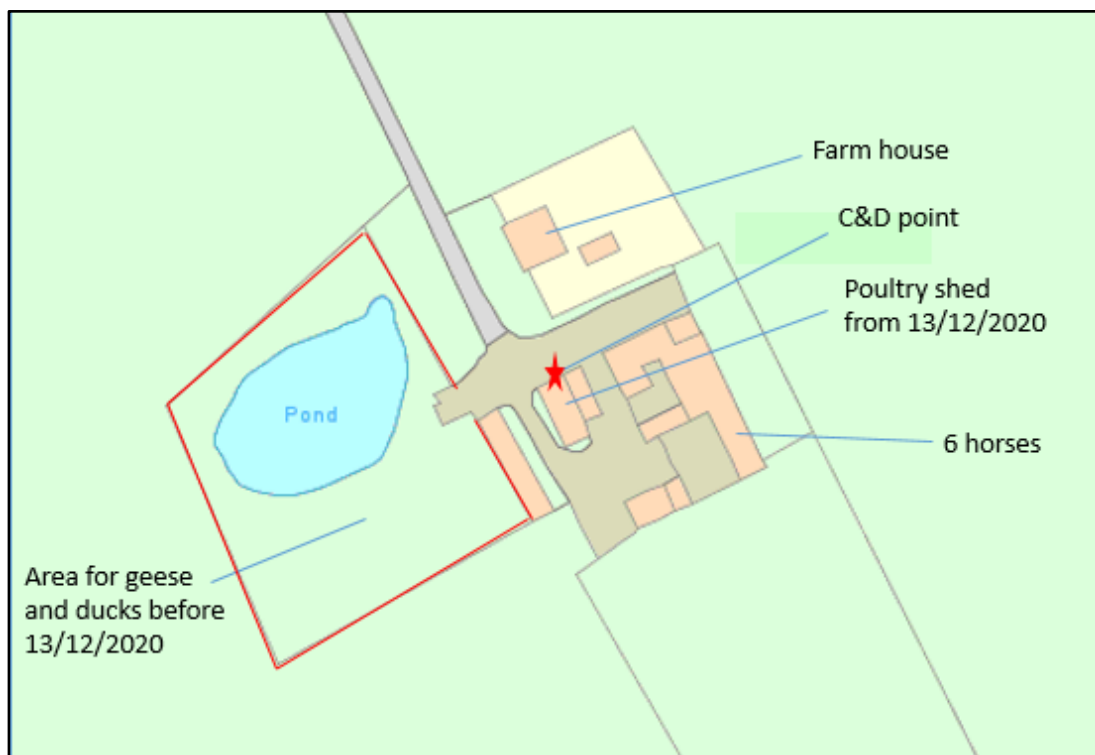 Farm house
C&D point
Poultry shed
from 13/12/2020
Pond
6 horses
Area for geese
and ducks before
13/12/2020